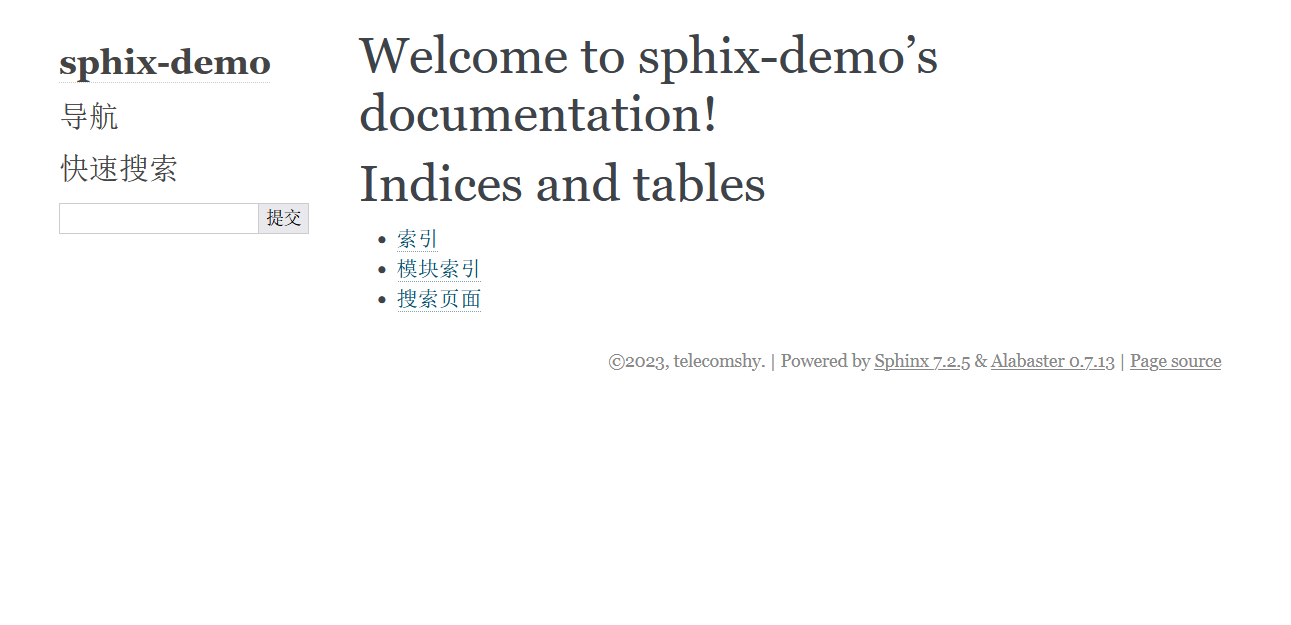 sphix-demo
导航
快速搜索
提交
Welcome to sphix-demo’s
documentation!
Indices and tables
索引
模块索引
搜索页面
©2023, telecomshy. | Powered by Sphinx 7.2.5 & Alabaster 0.7.13 | Page source